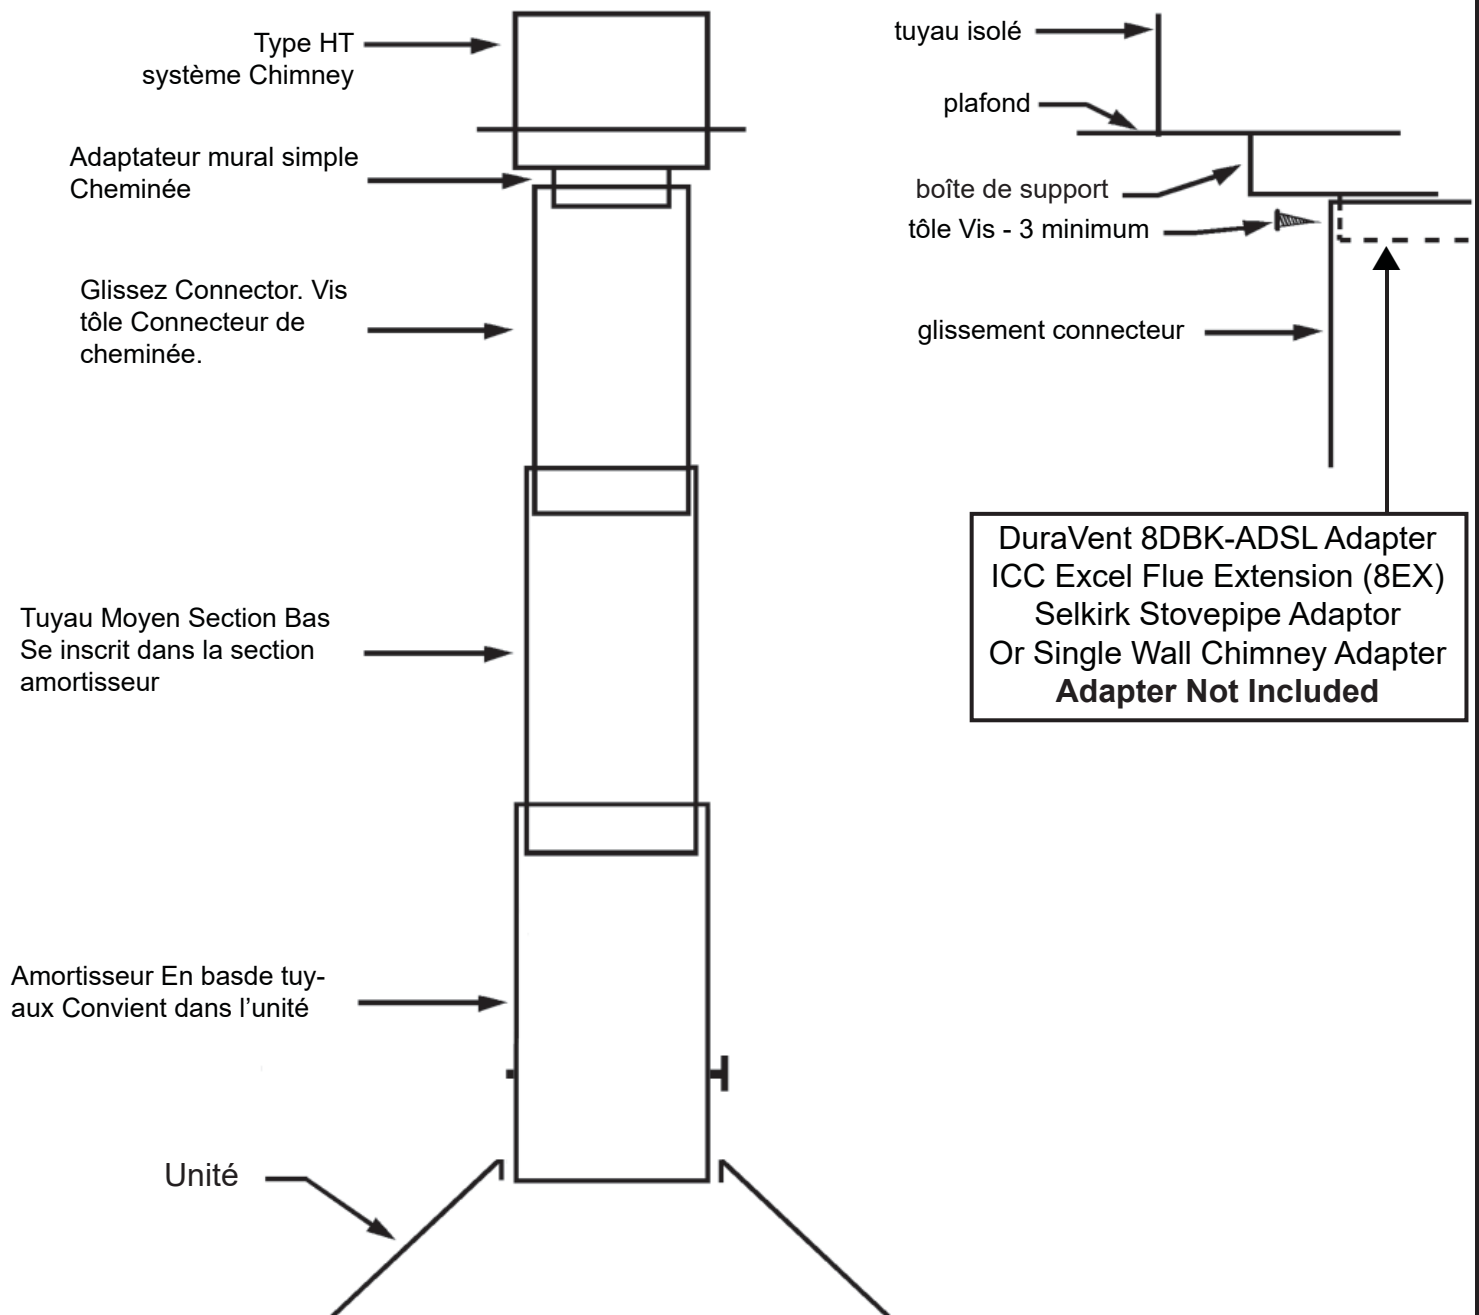 Type HT
système Chimney
Adaptateur mural simple
Cheminée
Glissez Connector. Vis
tôle Connecteur de
cheminée.
Tuyau Moyen Section Bas
Se inscrit dans la section
amortisseur
Amortisseur En basde tuy-
aux Convient dans l’unité
Unité
tuyau isolé
plafond
boîte de support
tôle Vis - 3 minimum
glissement connecteur
DuraVent 8DBK-ADSL Adapter
ICC Excel Flue Extension (8EX)
Selkirk Stovepipe Adaptor
Or Single Wall Chimney Adapter
Adapter Not Included